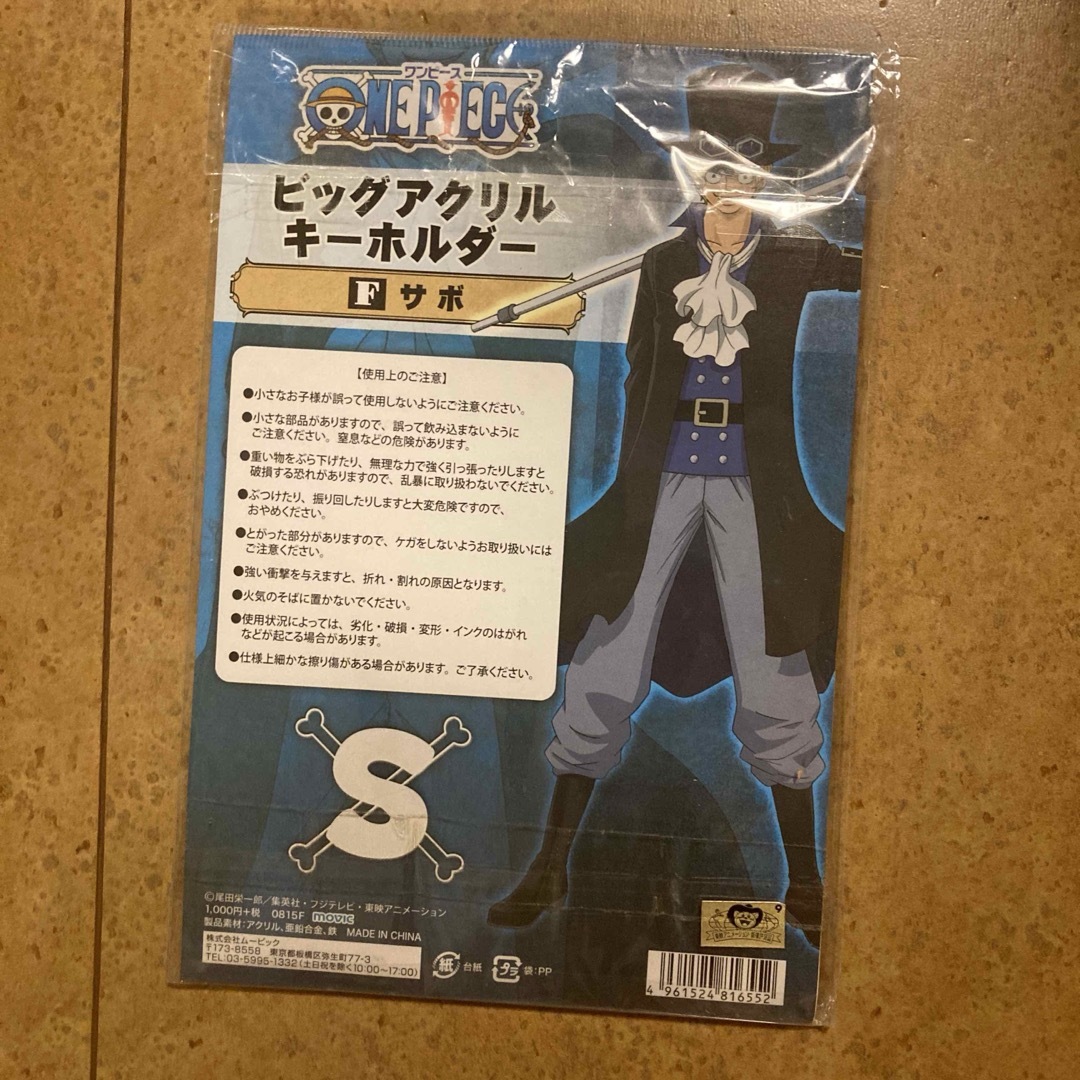 ワンピース
ONE PIECE
ビッグアクリル
キーホルダー
F サボ
【使用上のご注意】
●小さなお子様が誤って使用しないようにご注意ください。
●小さな部品がありますので、誤って飲み込まないように
ご注意ください。窒息などの危険があります。
●重い物をぶら下げたり、無理な力で強く引っ張ったりしますと
破損する恐れがありますので、乱暴に取り扱わないでください。
●ぶつけたり、振り回したりしますと大変危険ですので、
おやめください。
●とがった部分がありますので、ケガをしないようお取り扱いには
ご注意ください。
●強い衝撃を与えますと、折れ・割れの原因となります。
●火気のそばに置かないでください。
●使用状況によっては、劣化・破損・変形・インクのはがれ
などが起こる場合があります。
●仕様上細かな擦り傷がある場合があります。ご了承ください。
S
©尾田栄一郎／集英社・フジテレビ・東映アニメーション
1,000円+税 0815F movic
製品素材:アクリル、亜鉛合金、鉄 MADE IN CHINA
株式会社ムービック
〒173-8558 東京都板橋区弥生町77-3
TEL:03-5995-1332(土日祝を除く10:00～17:00)
紙 台紙 プラ 袋:PP
4 961524 816552